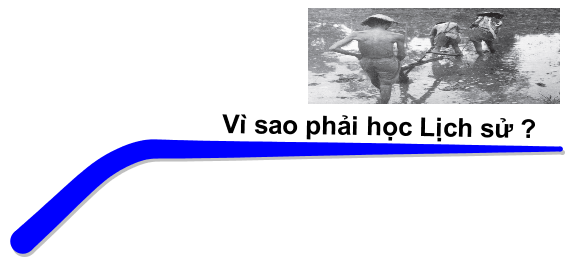 Vì sao phải học Lịch sử ?